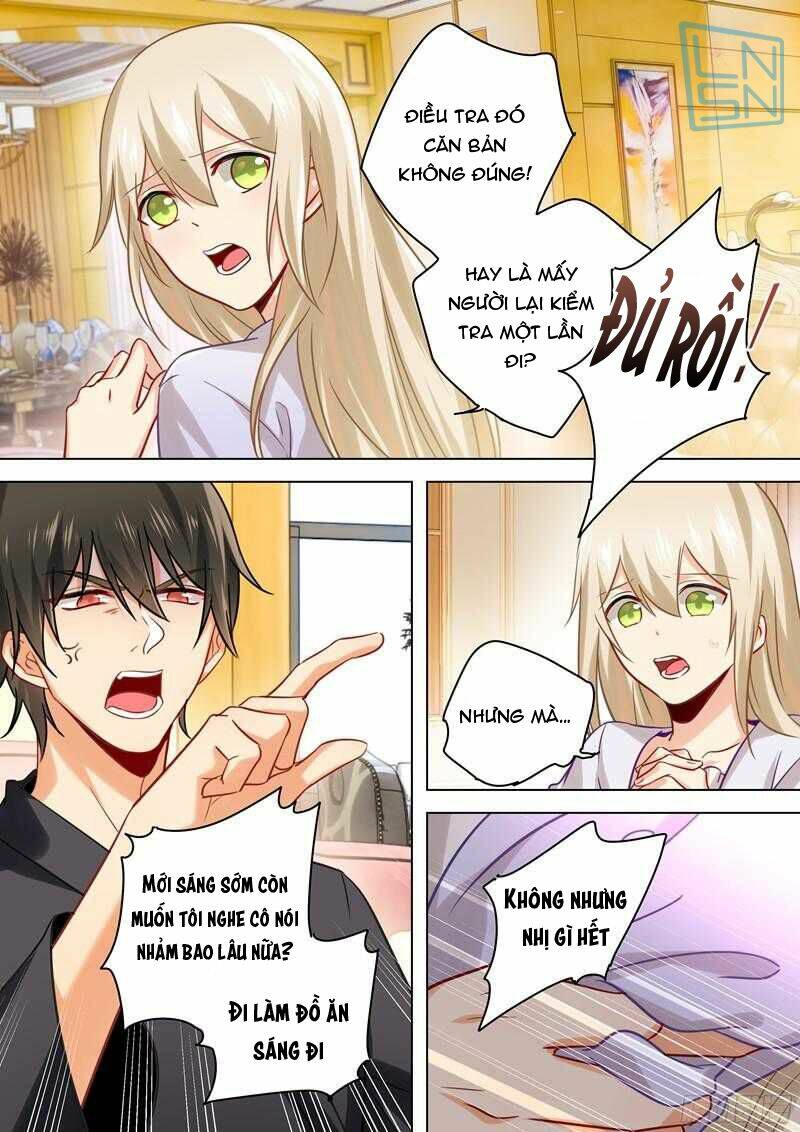 LN
SN
ĐIỀU TRA ĐÓ
CĂN BẢN
KHÔNG ĐÚNG!
HAY LÀ MẤY
NGƯỜI LẠI KIỂM
TRA MỘT LẦN
ĐI?
ĐỦ RỒI!
NHƯNG MÀ...
MỚI SÁNG SỚM CÒN
MUỐN TÔI NGHE CÔ NÓI
NHẢM BAO LÂU NỮA?
ĐI LÀM ĐỒ ĂN
SÁNG ĐI
KHÔNG NHƯNG
NHỊ GÌ HẾT